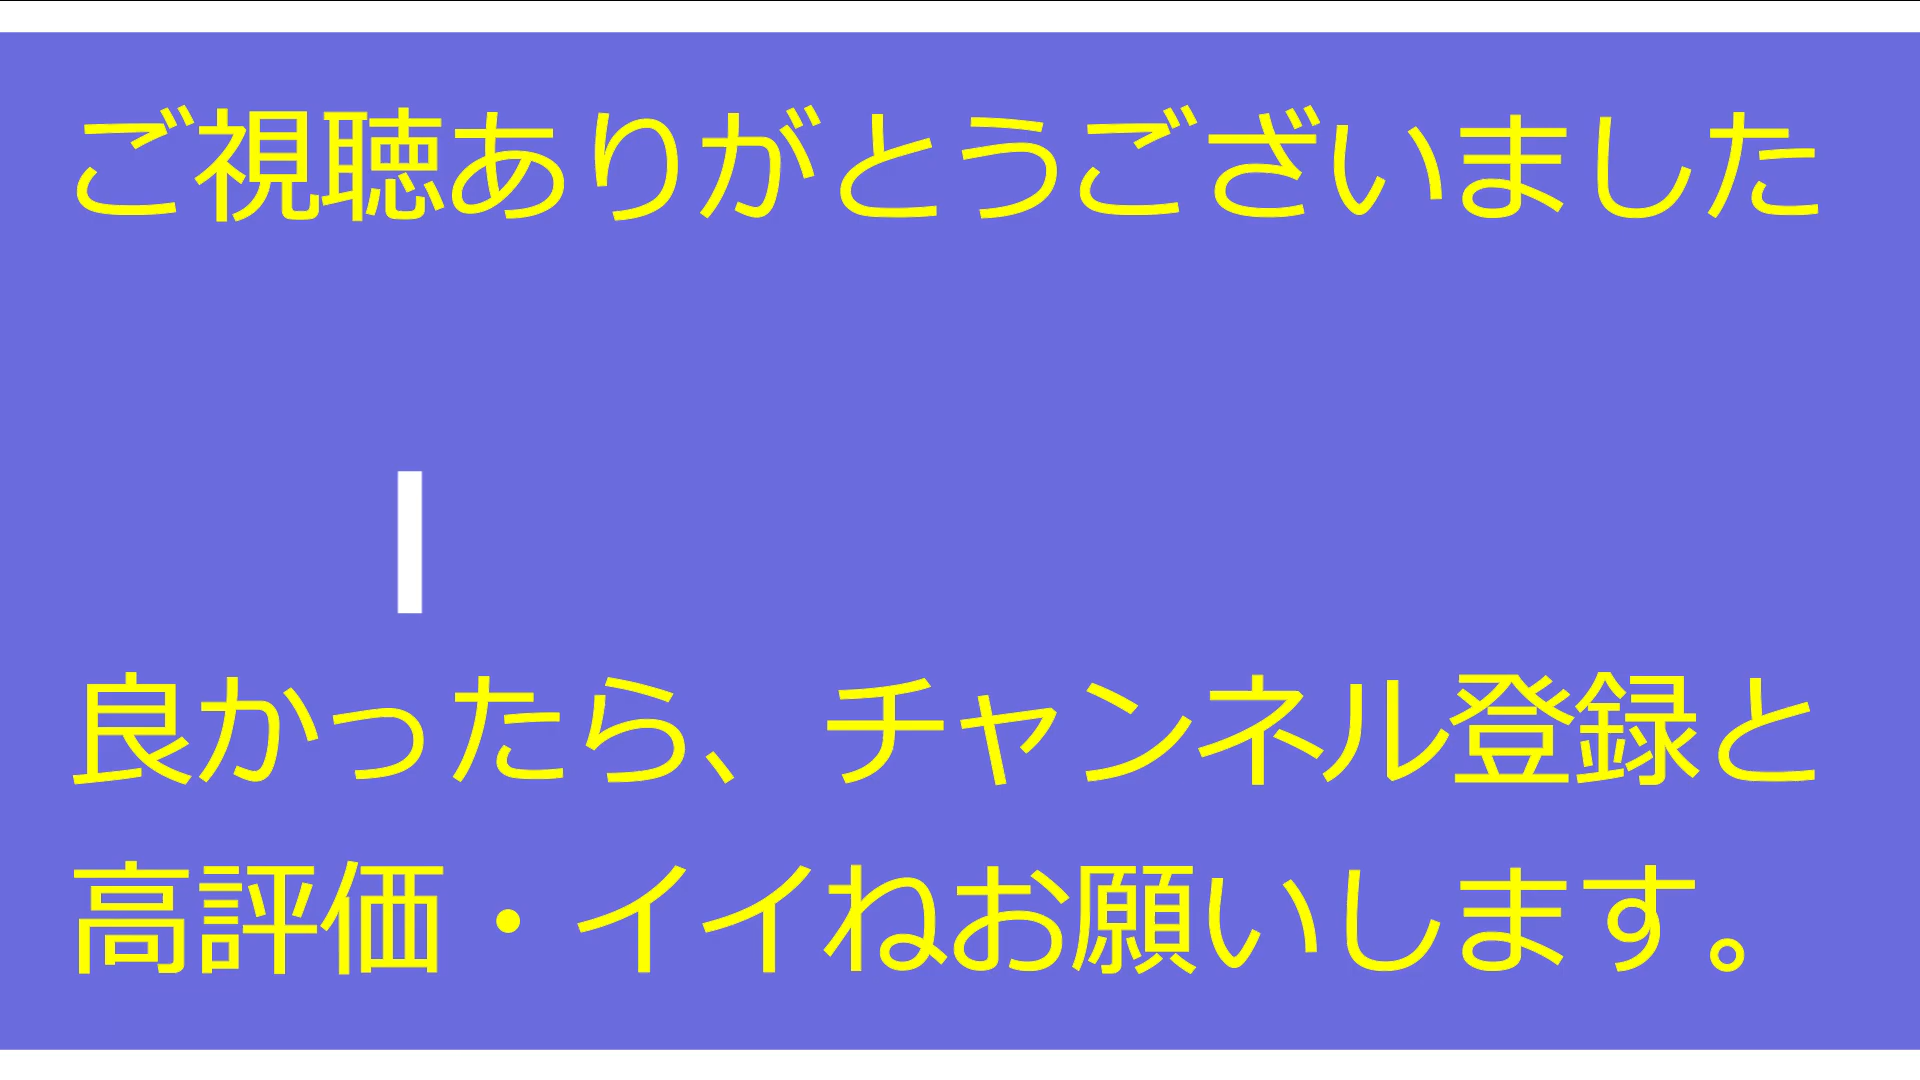 ご視聴ありがとうございました
良かったら、チャンネル登録と
高評価・イイねお願いします。